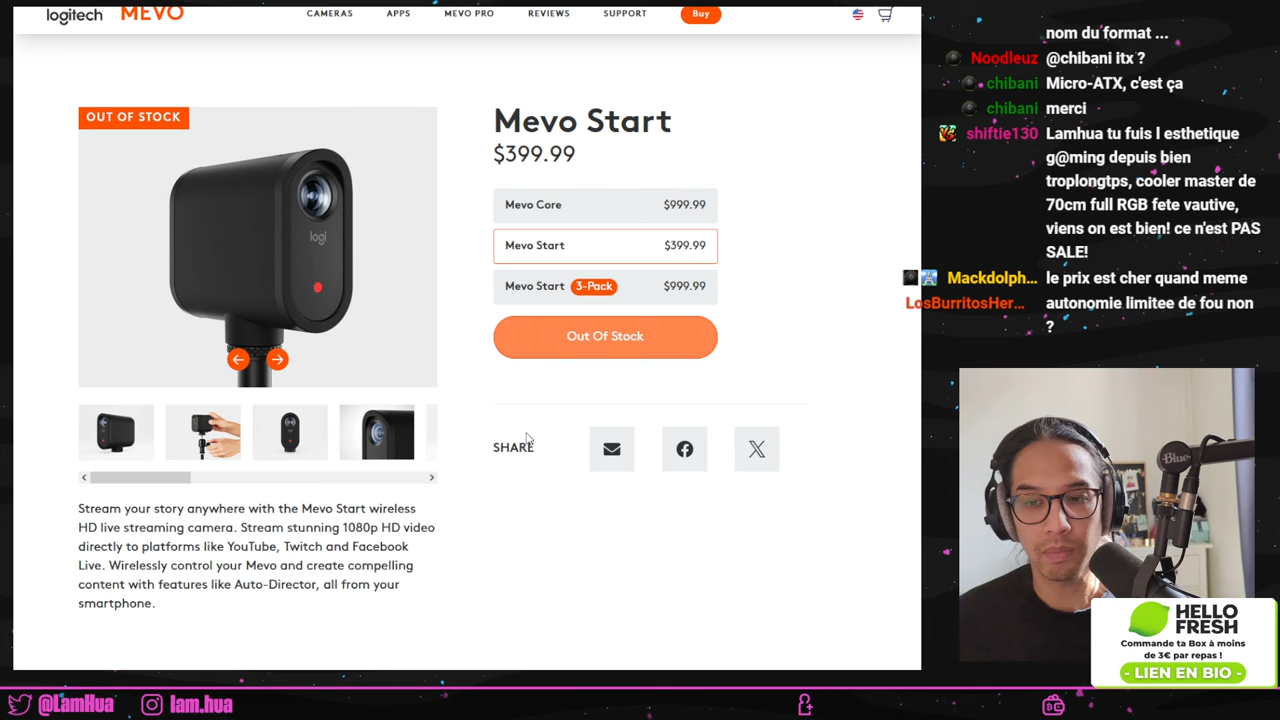 logitech MEVO
CAMERAS APPS MEVO PRO REVIEWS SUPPORT Buy
OUT OF STOCK
logi
Mevo Start
$399.99
Mevo Core $999.99
Mevo Start $399.99
Mevo Start 3-Pack $999.99
Out Of Stock
SHARE
Stream your story anywhere with the Mevo Start wireless
HD live streaming camera. Stream stunning 1080p HD video
directly to platforms like YouTube, Twitch and Facebook
Live. Wirelessly control your Mevo and create compelling
content with features like Auto-Director, all from your
smartphone.
nom du format ...
Noodleuz @chibani itx ?
chibani Micro-ATX, c'est ça
chibani merci
shiftie130 Lamhua tu fuis l esthetique
g@ming depuis bien
troplongtps, cooler master de
70cm full RGB fete vautive,
viens on est bien! ce n'est PAS
SALE!
Mackdolph... le prix est cher quand meme
LosBurritosHer... autonomie limitee de fou non
?
Blue
HELLO
FRESH
Commande ta Box à moins
de 3€ par repas !
- LIEN EN BIO -
@LamHua lam.hua